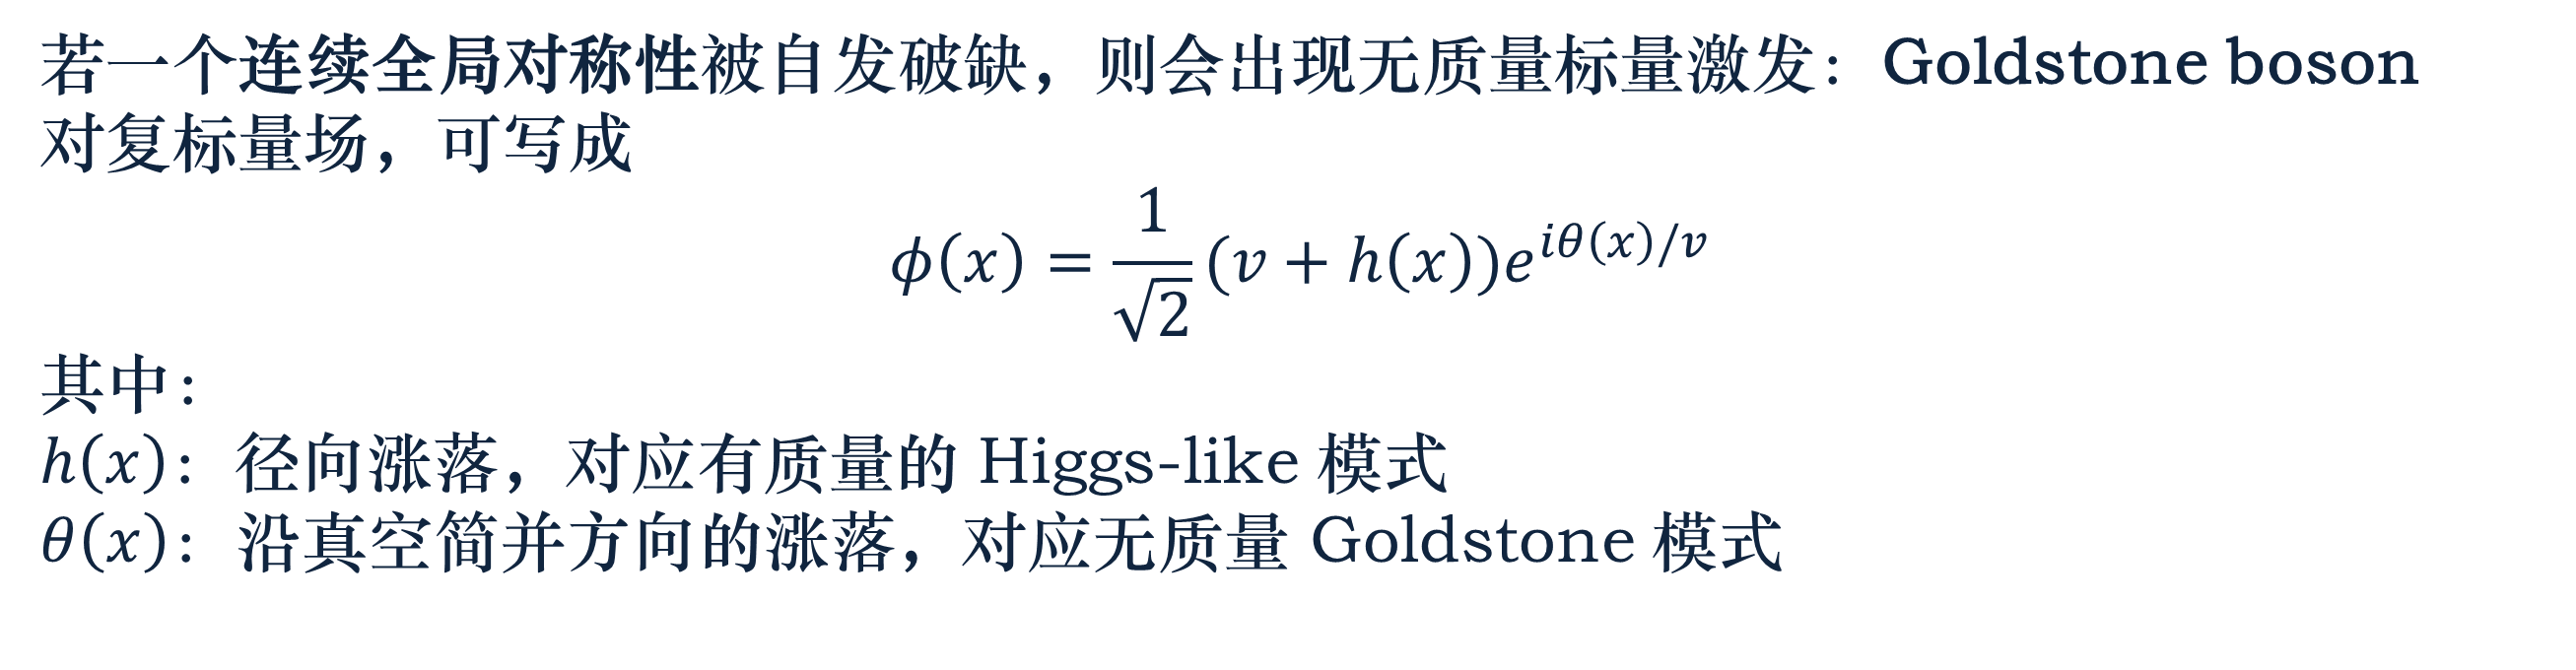 若一个连续全局对称性被自发破缺，则会出现无质量标量激发：Goldstone boson
对复标量场，可写成
ϕ(x) = 1/√2 (v + h(x))e^{iθ(x)/v}
其中：
h(x)：径向涨落，对应有质量的 Higgs-like 模式
θ(x)：沿真空简并方向的涨落，对应无质量 Goldstone 模式